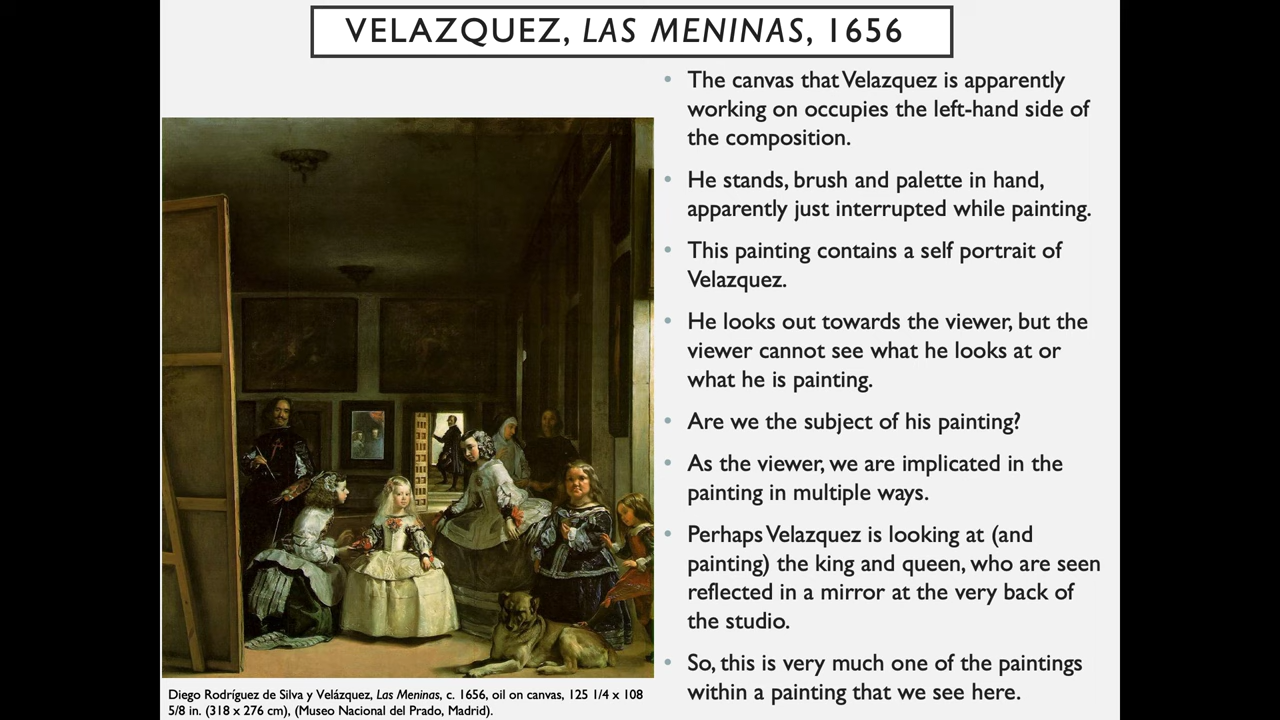 VELAZQUEZ, LAS MENINAS, 1656
• The canvas that Velazquez is apparently
working on occupies the left-hand side of
the composition.
• He stands, brush and palette in hand,
apparently just interrupted while painting.
• This painting contains a self portrait of
Velazquez.
• He looks out towards the viewer, but the
viewer cannot see what he looks at or
what he is painting.
• Are we the subject of his painting?
• As the viewer, we are implicated in the
painting in multiple ways.
• Perhaps Velazquez is looking at (and
painting) the king and queen, who are seen
reflected in a mirror at the very back of
the studio.
• So, this is very much one of the paintings
within a painting that we see here.
Diego Rodríguez de Silva y Velázquez, Las Meninas, c. 1656, oil on canvas, 125 1/4 x 108
5/8 in. (318 x 276 cm), (Museo Nacional del Prado, Madrid).